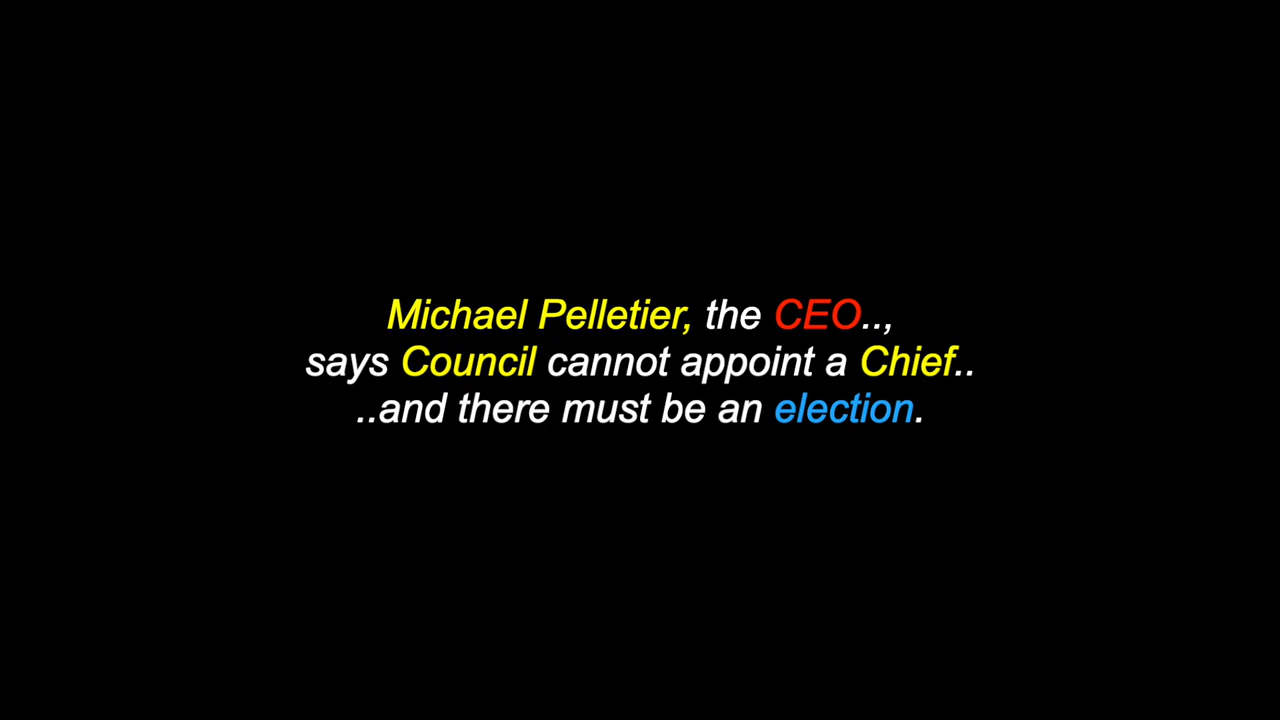 Michael Pelletier, the CEO..,
says Council cannot appoint a Chief..
..and there must be an election.